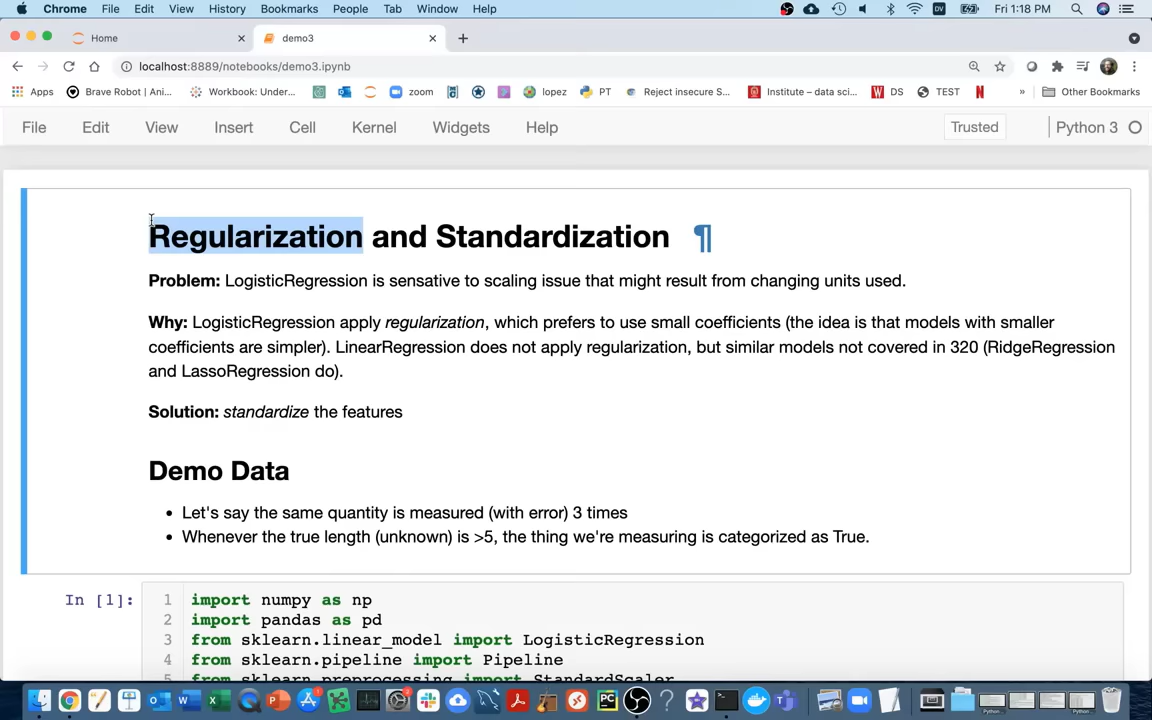 Chrome File Edit View History Bookmarks People Tab Window Help DV Fri 1:18 PM
Home demo3
localhost:8889/notebooks/demo3.ipynb
Apps Brave Robot | Ani... Workbook: Under... zoom lopez PT Reject insecure S... Institute – data sci... DS TEST » Other Bookmarks
File Edit View Insert Cell Kernel Widgets Help Trusted Python 3
Regularization and Standardization ¶
Problem: LogisticRegression is sensative to scaling issue that might result from changing units used.
Why: LogisticRegression apply regularization, which prefers to use small coefficients (the idea is that models with smaller
coefficients are simpler). LinearRegression does not apply regularization, but similar models not covered in 320 (RidgeRegression
and LassoRegression do).
Solution: standardize the features
Demo Data
• Let's say the same quantity is measured (with error) 3 times
• Whenever the true length (unknown) is >5, the thing we're measuring is categorized as True.
In [1]: 1 import numpy as np
2 import pandas as pd
3 from sklearn.linear_model import LogisticRegression
4 from sklearn.pipeline import Pipeline
5 from sklearn.preprocessing import StandardScaler